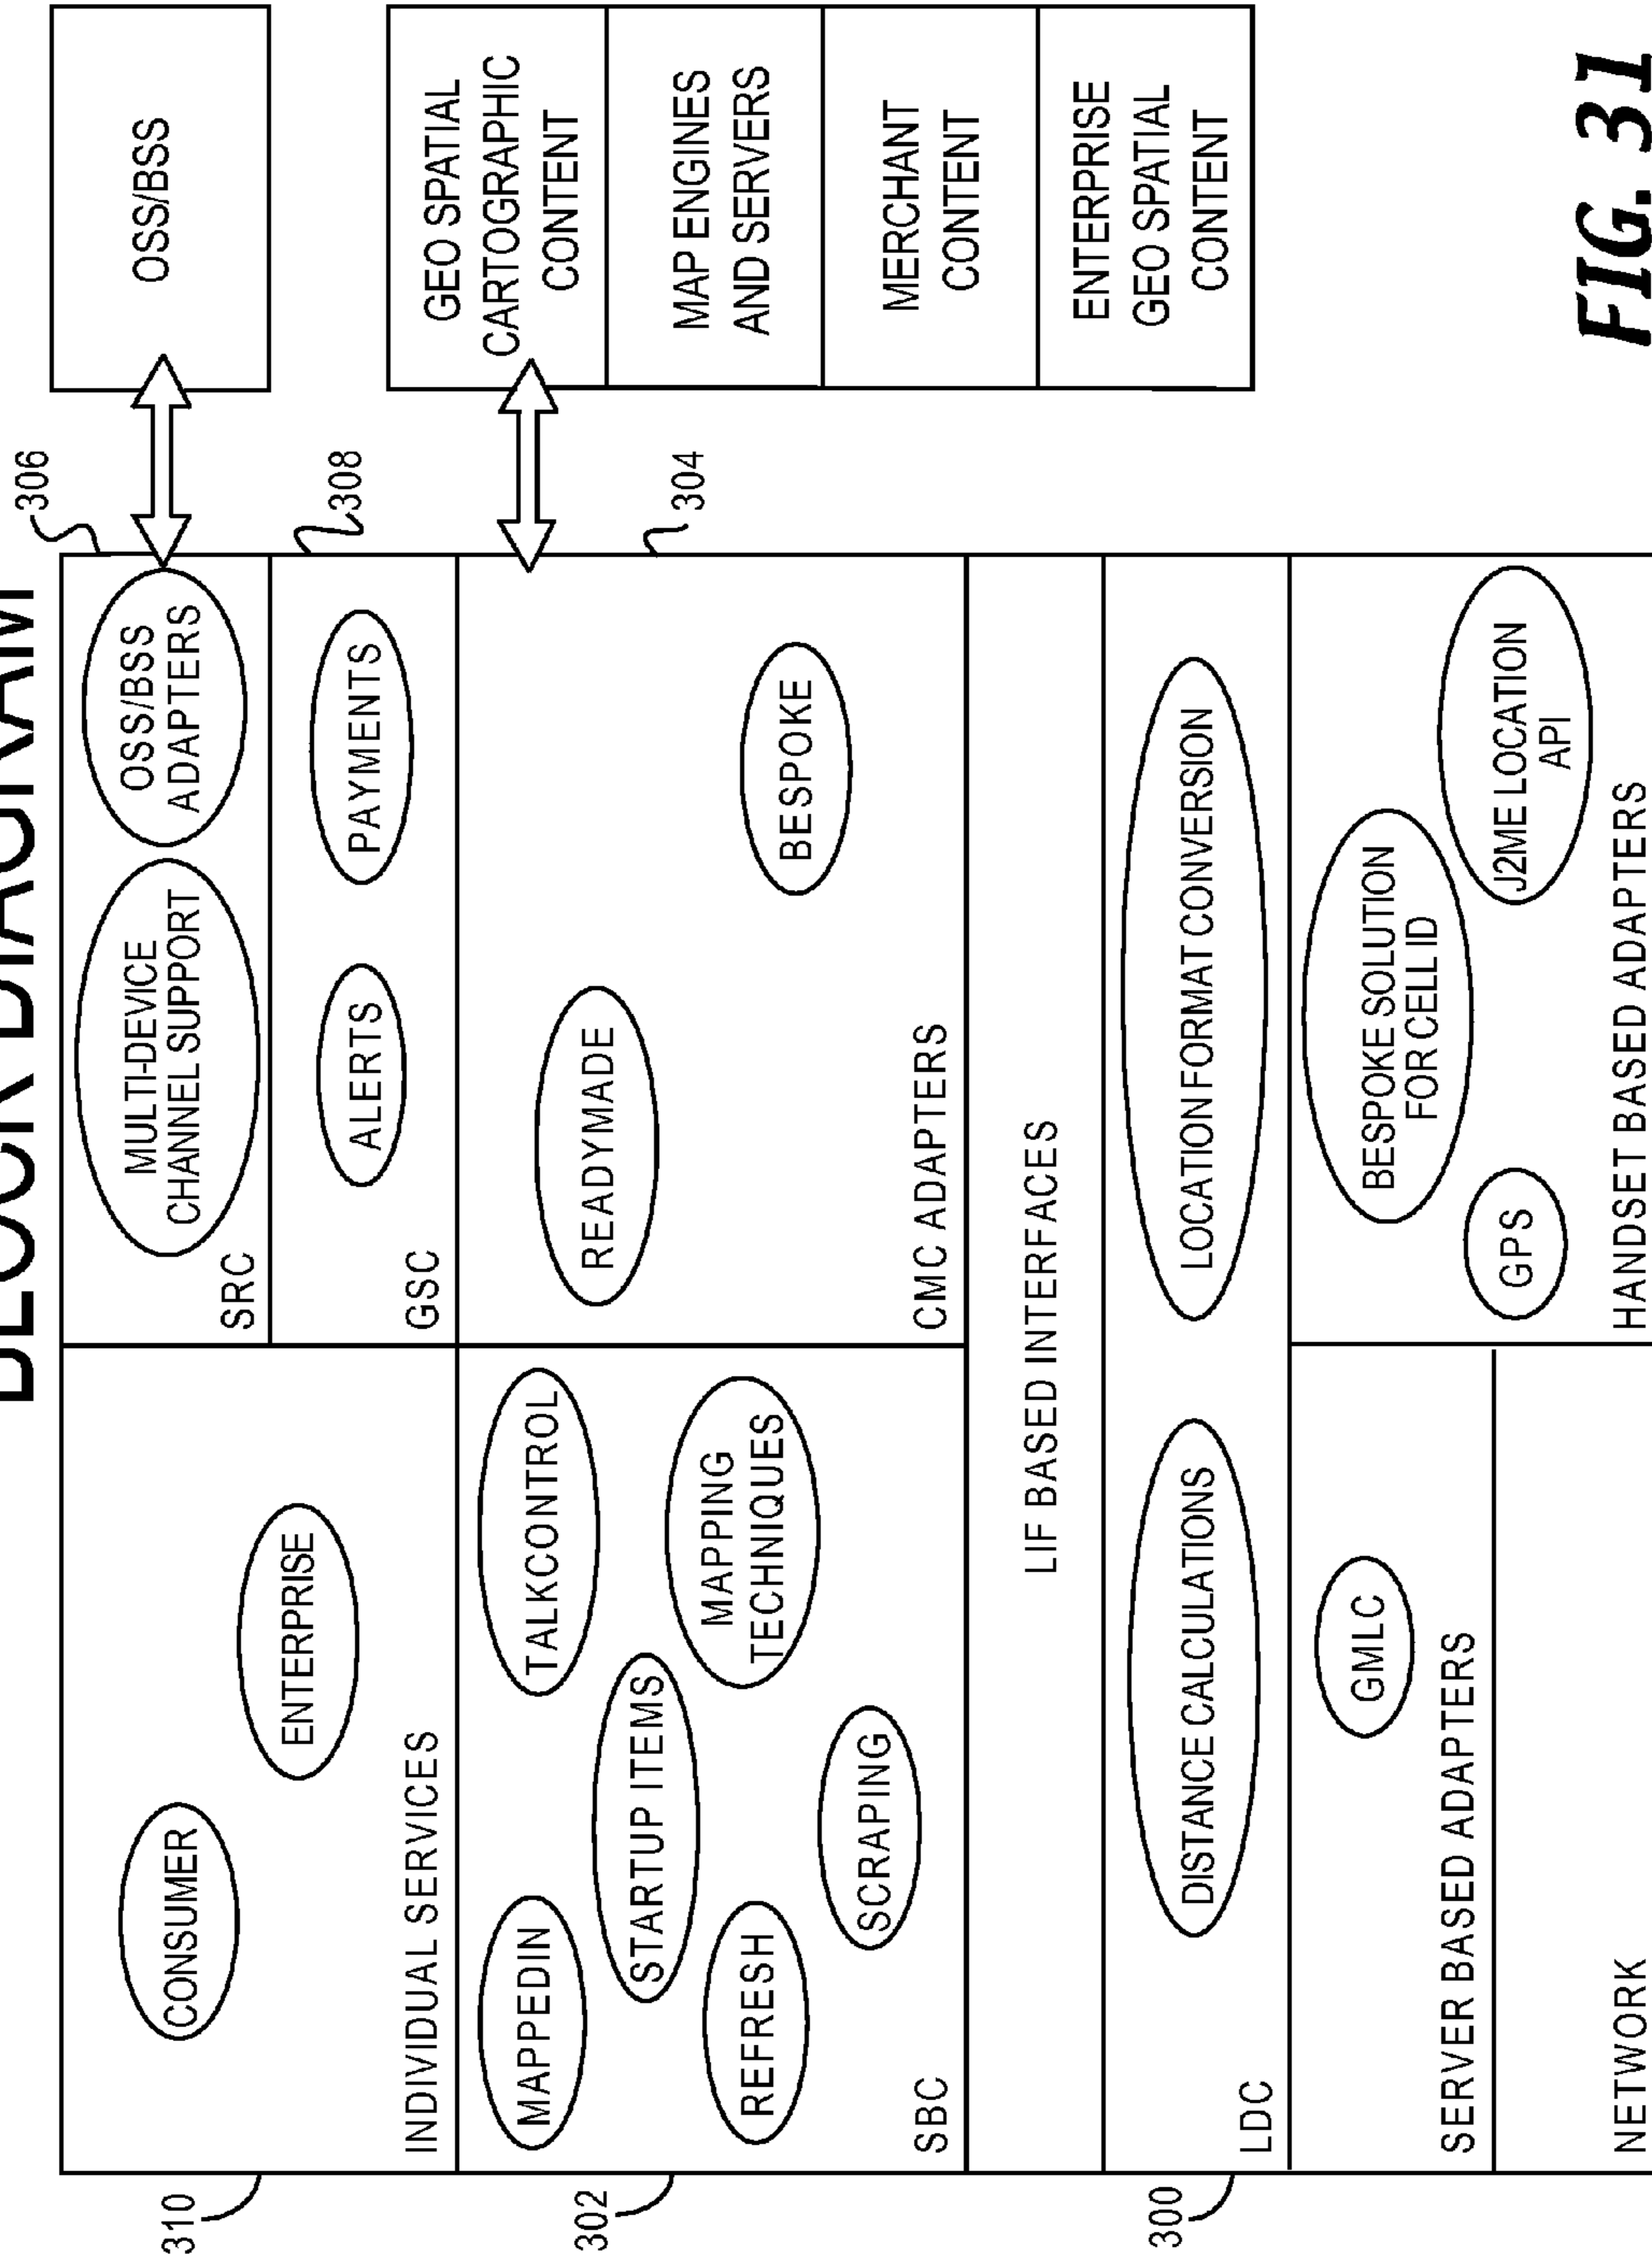 BLOCK DIAGRAM
310
CONSUMER
ENTERPRISE
INDIVIDUAL SERVICES
306
MULTI-DEVICE
CHANNEL SUPPORT
OSS/BSS
ADAPTERS
SRC
OSS/BSS
308
ALERTS
PAYMENTS
GSC
302
MAPPEDIN
TALKCONTROL
STARTUP ITEMS
REFRESH
MAPPING
TECHNIQUES
SCRAPING
SBC
304
READYMADE
BESPOKE
CMC ADAPTERS
GEO SPATIAL
CARTOGRAPHIC
CONTENT
MAP ENGINES
AND SERVERS
MERCHANT
CONTENT
ENTERPRISE
GEO SPATIAL
CONTENT
LIF BASED INTERFACES
300
DISTANCE CALCULATIONS
LOCATION FORMAT CONVERSION
LDC
GMLC
SERVER BASED ADAPTERS
NETWORK
BESPOKE SOLUTION
FOR CELL ID
GPS
J2ME LOCATION
API
HANDSET BASED ADAPTERS
FIG. 31